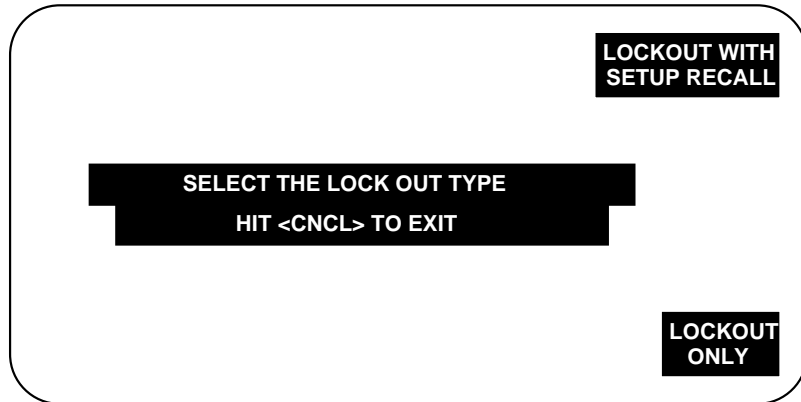 LOCKOUT WITH
SETUP RECALL
SELECT THE LOCK OUT TYPE
HIT <CNCL> TO EXIT
LOCKOUT
ONLY